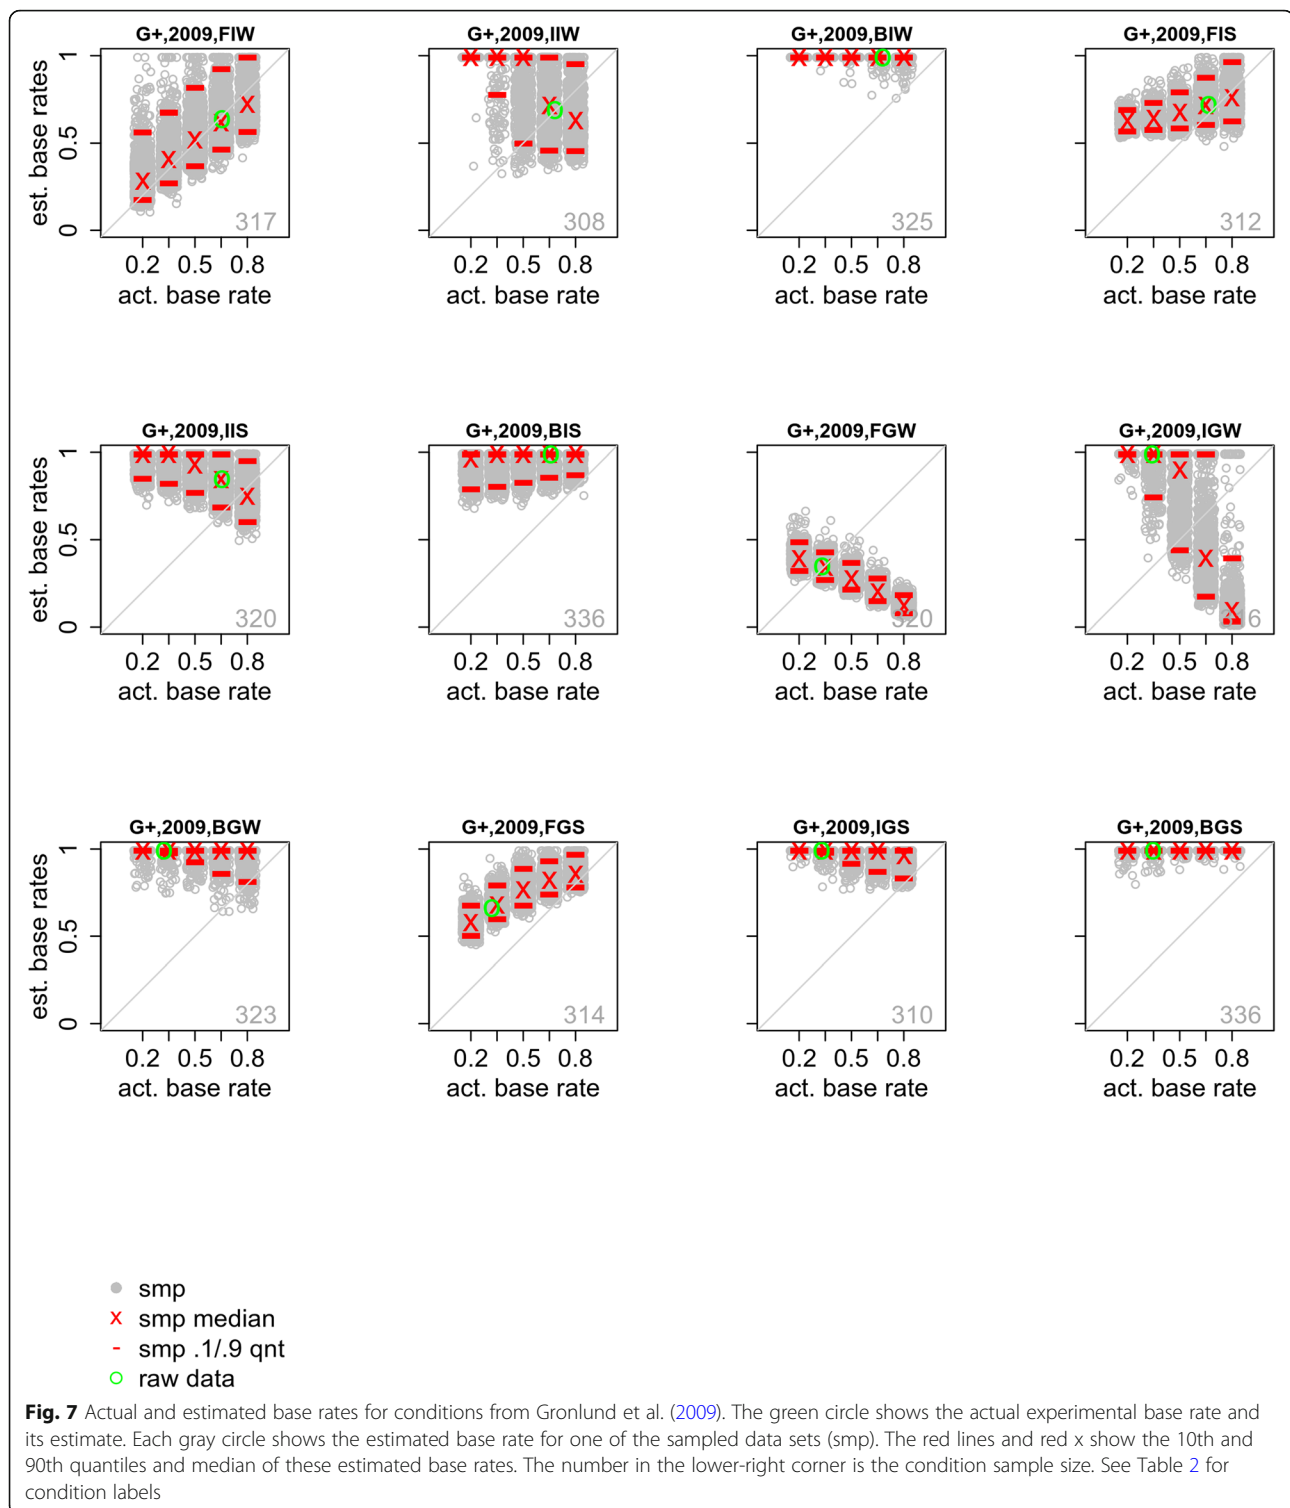 G+,2009,FIW G+,2009,IIW G+,2009,BIW G+,2009,FIS
est. base rates
1
0.5
0
317 308 325 312
0.2 0.5 0.8 0.2 0.5 0.8 0.2 0.5 0.8 0.2 0.5 0.8
act. base rate act. base rate act. base rate act. base rate
G+,2009,IIS G+,2009,BIS G+,2009,FGW G+,2009,IGW
est. base rates
1
0.5
0
320 336 320 6
0.2 0.5 0.8 0.2 0.5 0.8 0.2 0.5 0.8 0.2 0.5 0.8
act. base rate act. base rate act. base rate act. base rate
G+,2009,BGW G+,2009,FGS G+,2009,IGS G+,2009,BGS
est. base rates
1
0.5
0
323 314 310 336
0.2 0.5 0.8 0.2 0.5 0.8 0.2 0.5 0.8 0.2 0.5 0.8
act. base rate act. base rate act. base rate act. base rate
smp
x smp median
- smp .1/.9 qnt
raw data
Fig. 7 Actual and estimated base rates for conditions from Gronlund et al. (2009). The green circle shows the actual experimental base rate and
its estimate. Each gray circle shows the estimated base rate for one of the sampled data sets (smp). The red lines and red x show the 10th and
90th quantiles and median of these estimated base rates. The number in the lower-right corner is the condition sample size. See Table 2 for
condition labels